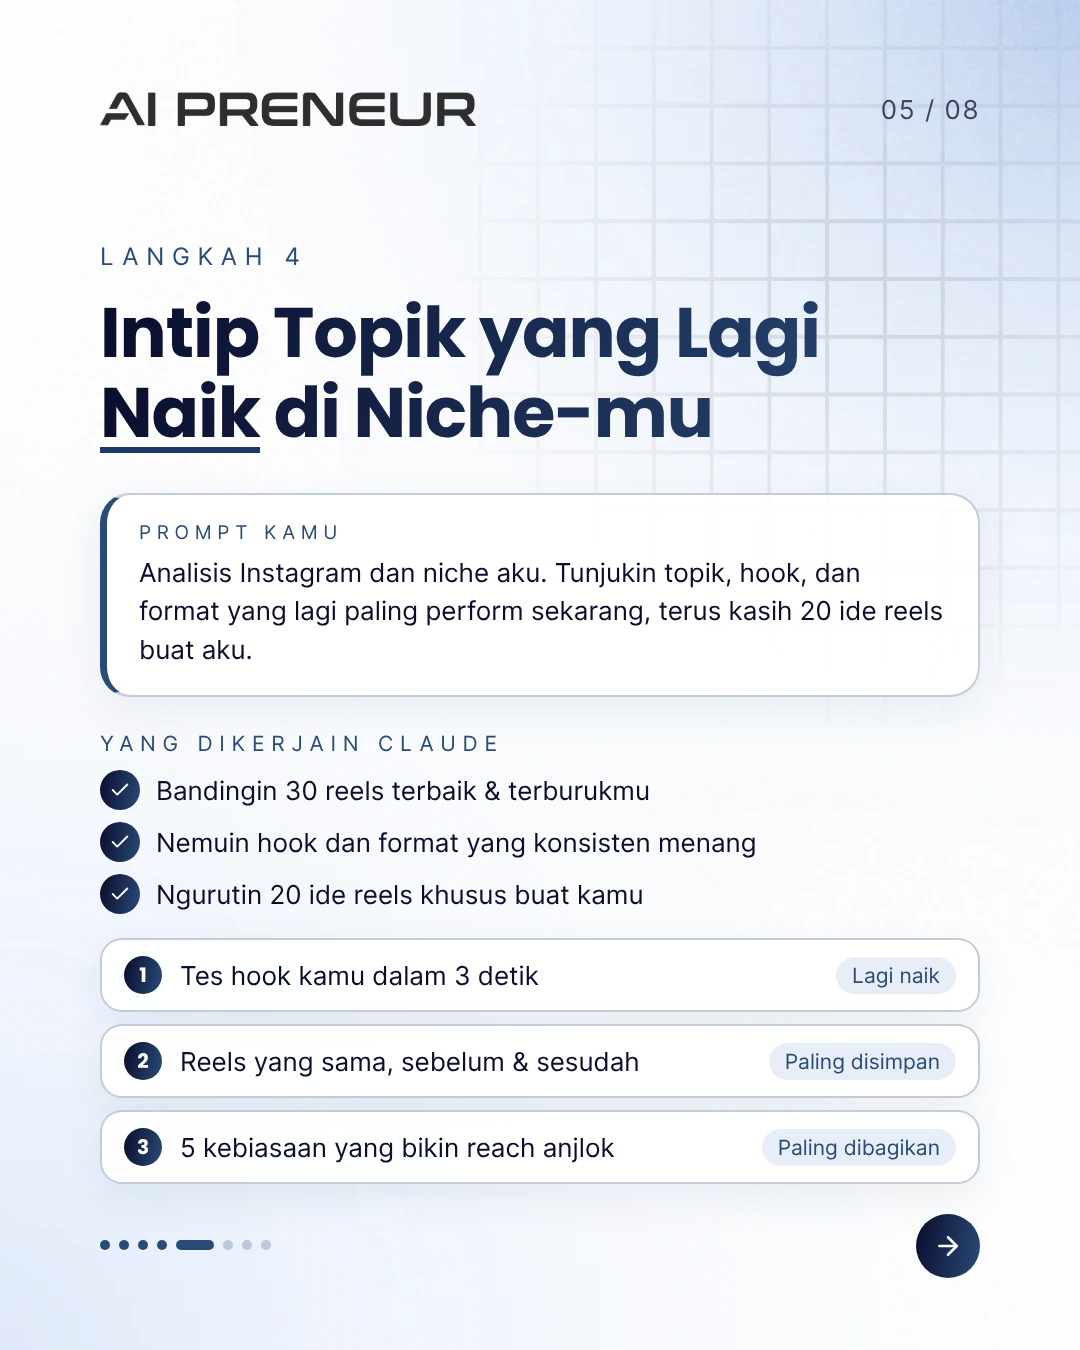 AI PRENEUR
05 / 08
LANGKAH 4
Intip Topik yang Lagi
Naik di Niche-mu
PROMPT KAMU
Analisis Instagram dan niche aku. Tunjukin topik, hook, dan
format yang lagi paling perform sekarang, terus kasih 20 ide reels
buat aku.
YANG DIKERJAIN CLAUDE
Bandingin 30 reels terbaik & terburukmu
Nemuin hook dan format yang konsisten menang
Ngurutin 20 ide reels khusus buat kamu
1 Tes hook kamu dalam 3 detik Lagi naik
2 Reels yang sama, sebelum & sesudah Paling disimpan
3 5 kebiasaan yang bikin reach anjlok Paling dibagikan